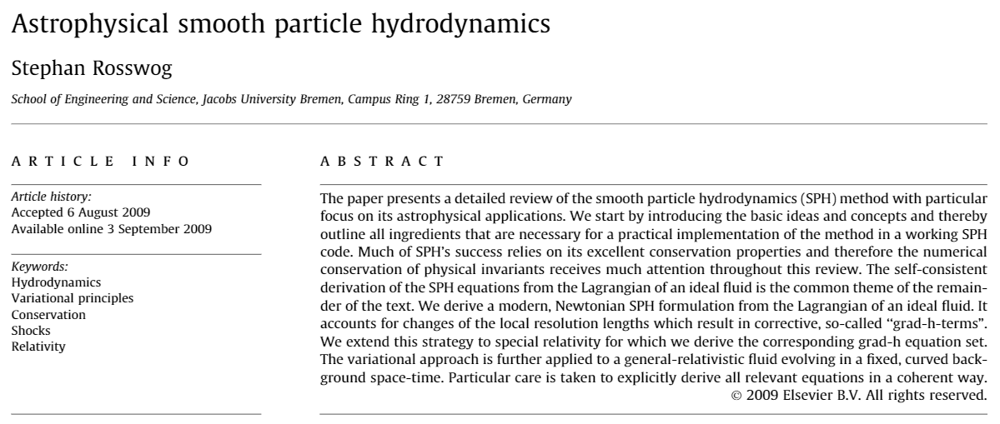 Astrophysical smooth particle hydrodynamics
Stephan Rosswog
School of Engineering and Science, Jacobs University Bremen, Campus Ring 1, 28759 Bremen, Germany
ARTICLE INFO
Article history:
Accepted 6 August 2009
Available online 3 September 2009
Keywords:
Hydrodynamics
Variational principles
Conservation
Shocks
Relativity
ABSTRACT
The paper presents a detailed review of the smooth particle hydrodynamics (SPH) method with particular
focus on its astrophysical applications. We start by introducing the basic ideas and concepts and thereby
outline all ingredients that are necessary for a practical implementation of the method in a working SPH
code. Much of SPH's success relies on its excellent conservation properties and therefore the numerical
conservation of physical invariants receives much attention throughout this review. The self-consistent
derivation of the SPH equations from the Lagrangian of an ideal fluid is the common theme of the remain-
der of the text. We derive a modern, Newtonian SPH formulation from the Lagrangian of an ideal fluid. It
accounts for changes of the local resolution lengths which result in corrective, so-called “grad-h-terms”.
We extend this strategy to special relativity for which we derive the corresponding grad-h equation set.
The variational approach is further applied to a general-relativistic fluid evolving in a fixed, curved back-
ground space-time. Particular care is taken to explicitly derive all relevant equations in a coherent way.
© 2009 Elsevier B.V. All rights reserved.